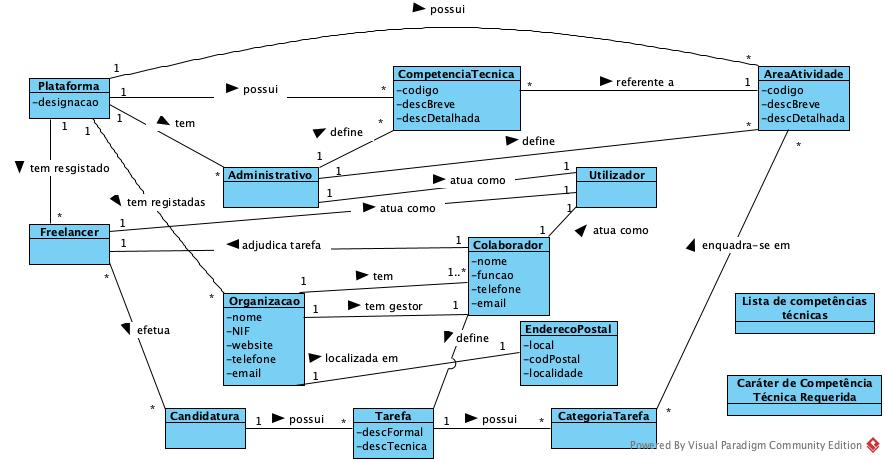 possui
1
*
Plataforma
-designacao
1
possui
*
CompetenciaTecnica
-codigo
-descBreve
-descDetalhada
*
referente a
1
AreaAtividade
-codigo
-descBreve
-descDetalhada
1
1
1
tem
*
define
*
1
define
*
1
Administrativo
1
atua como
1
Utilizador
*
tem resgistado
*
tem registadas
1
atua como
1
1
atua como
1
Freelancer
1
adjudica tarefa
1
Colaborador
-nome
-funcao
-telefone
-email
enquadra-se em
*
*
1
tem
1..*
Organizacao
-nome
-NIF
-website
-telefone
-email
1
tem gestor
1
Lista de competências
técnicas
efetua
define
EnderecoPostal
-local
-codPostal
-localidade
1
localizada em
1
Caráter de Competência
Técnica Requerida
*
Candidatura
1
possui
*
Tarefa
-descFormal
-descTecnica
1
possui
*
CategoriaTarefa
*
Powered By Visual Paradigm Community Edition